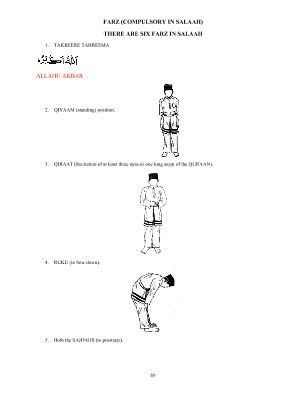 FARZ (COMPULSORY IN SALAAH)
THERE ARE SIX FARZ IN SALAAH
1. TAKBEERE TAHREEMA
اَللّٰهُ اَكْبَرُ
ALLAHU AKBAR
2. QIYAAM (standing) position.
3. QIRAAT (Recitation of at least three ayas or one long ayat of the QURAAN).
4. RUKU (to bow down).
5. Both the SAJDAHS (to prostrate).
69